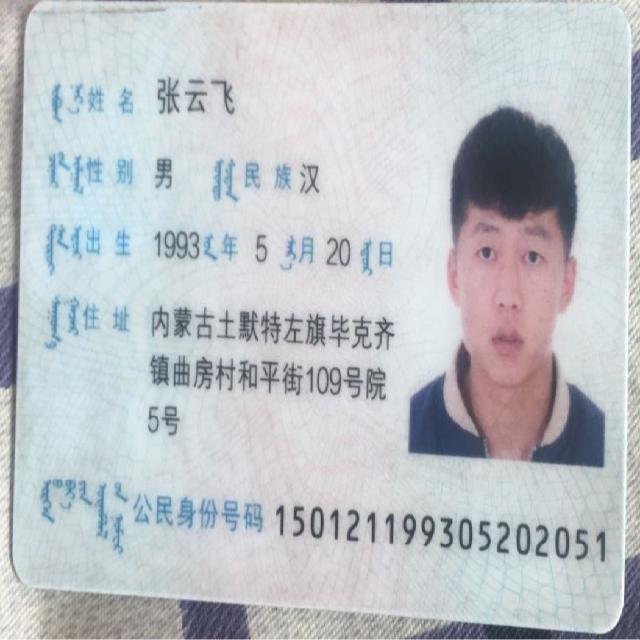 姓名 张云飞
性别 男 民族 汉
出生 1993 年 5 月 20 日
住址 内蒙古土默特左旗毕克齐
镇曲房村和平街109号院
5号
公民身份号码 150121199305202051